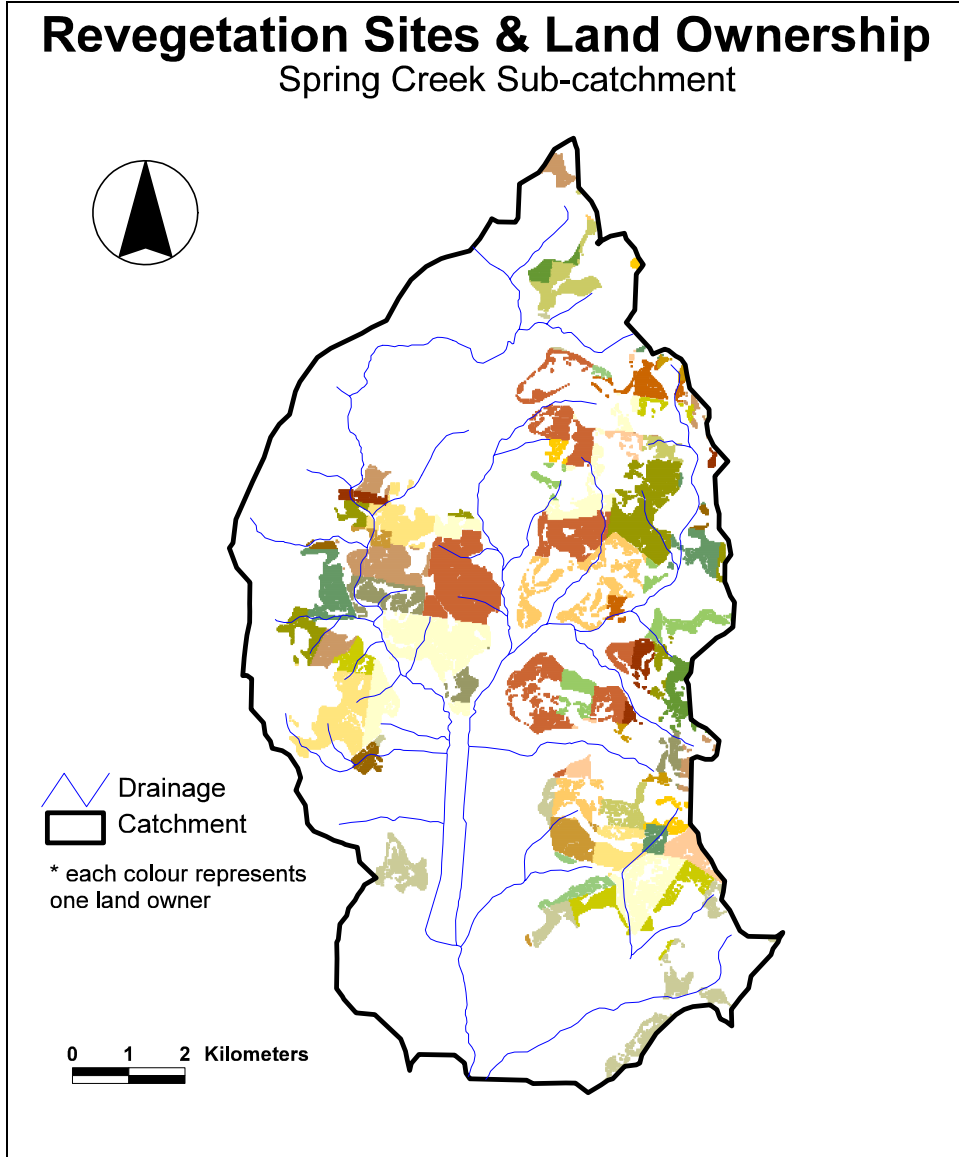 Revegetation Sites & Land Ownership
Spring Creek Sub-catchment
Drainage
Catchment
* each colour represents
one land owner
0 1 2 Kilometers